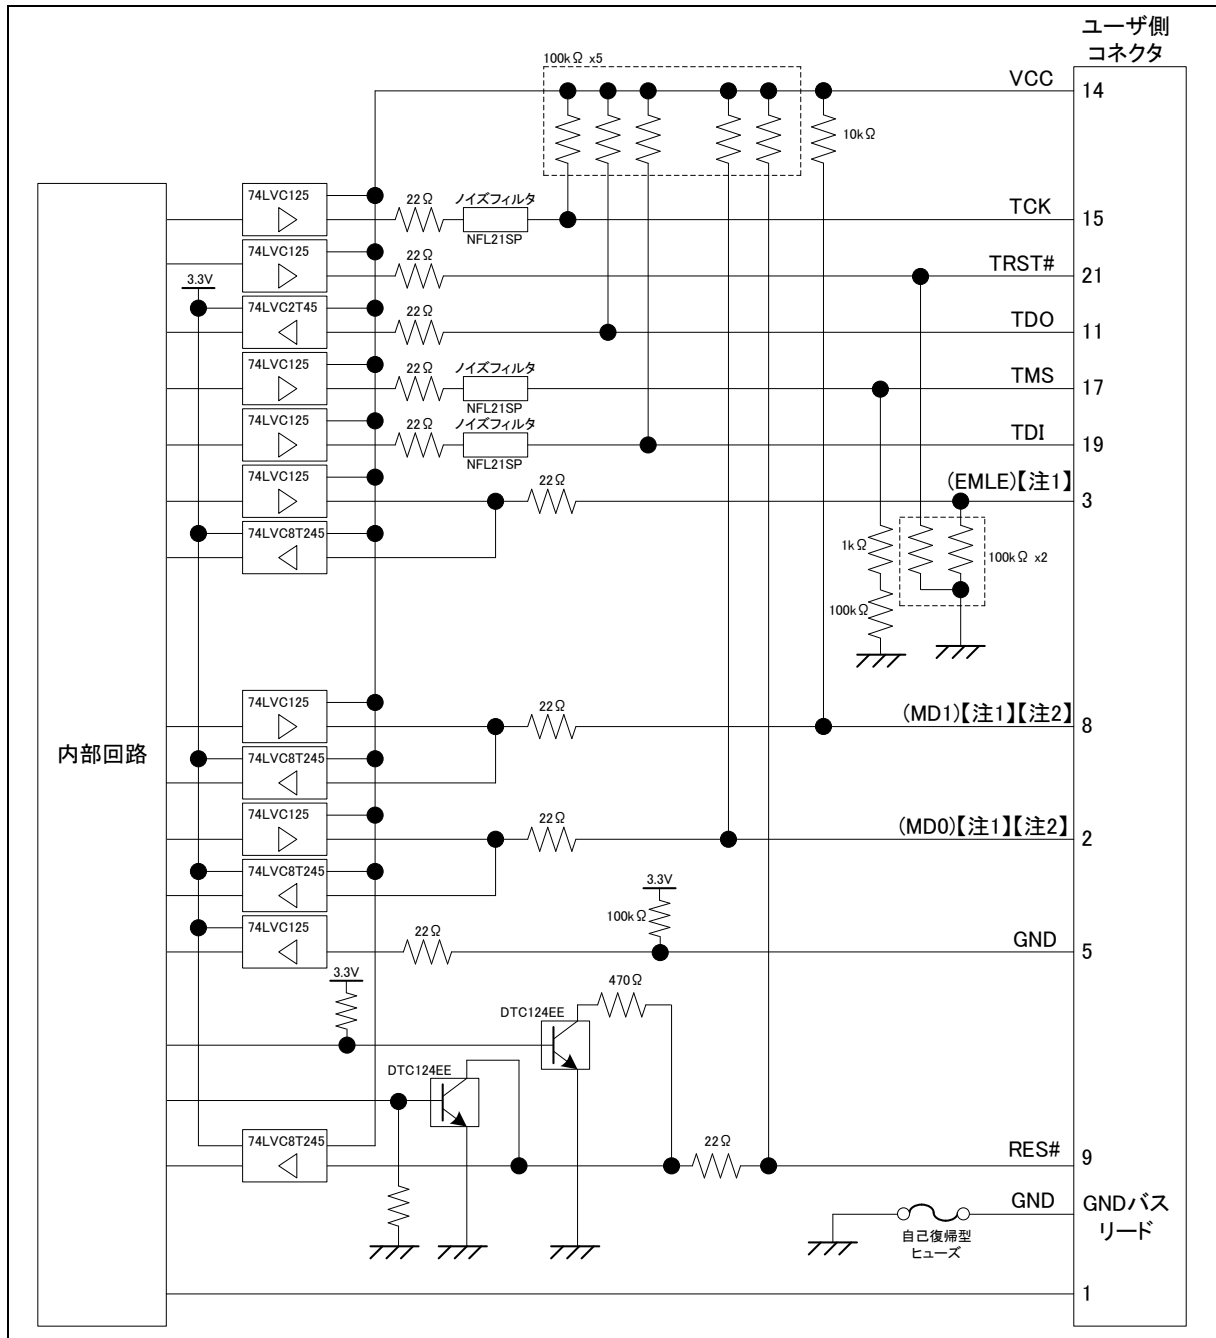 ユーザ側
コネクタ
100kΩ x5
VCC
14
10kΩ
74LVC125
22Ω
ノイズフィルタ
NFL21SP
TCK
15
74LVC125
22Ω
TRST#
21
3.3V
74LVC2T45
22Ω
TDO
11
74LVC125
22Ω
ノイズフィルタ
NFL21SP
TMS
17
74LVC125
22Ω
ノイズフィルタ
NFL21SP
TDI
19
74LVC125
22Ω
(EMLE)【注1】
3
74LVC8T245
1kΩ
100kΩ x2
100kΩ
内部回路
74LVC125
22Ω
(MD1)【注1】【注2】
8
74LVC8T245
74LVC125
22Ω
(MD0)【注1】【注2】
2
74LVC8T245
3.3V
100kΩ
74LVC125
22Ω
GND
5
3.3V
470Ω
DTC124EE
DTC124EE
74LVC8T245
22Ω
RES#
9
GND
GNDバス
リード
自己復帰型
ヒューズ
1